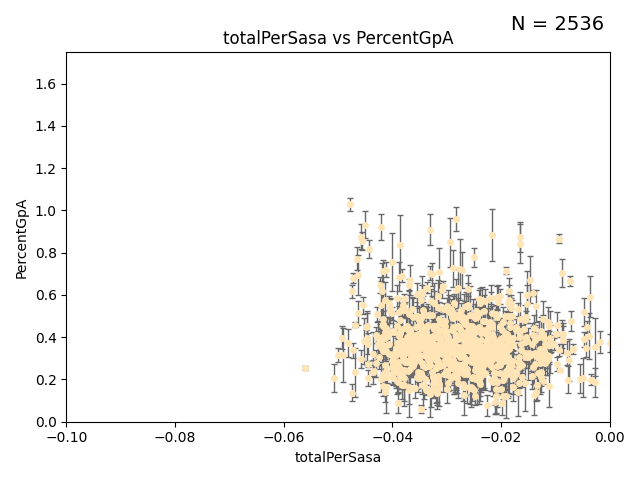 N = 2536
totalPerSasa vs PercentGpA
PercentGpA
1.6
1.4
1.2
1.0
0.8
0.6
0.4
0.2
0.0
−0.10 −0.08 −0.06 −0.04 −0.02 0.00
totalPerSasa